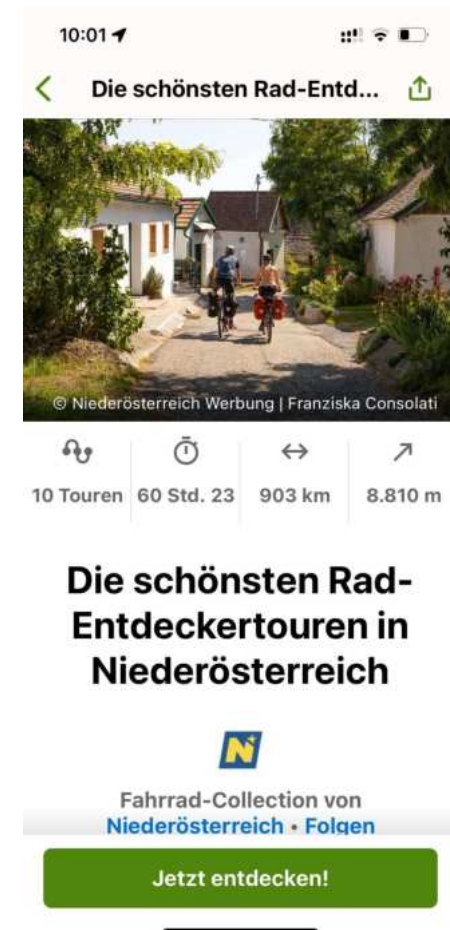 10:01
Die schönsten Rad-Entd...
© Niederösterreich Werbung | Franziska Consolati
10 Touren 60 Std. 23 903 km 8.810 m
Die schönsten Rad-
Entdeckertouren in
Niederösterreich
N
Fahrrad-Collection von
Niederösterreich • Folgen
Jetzt entdecken!